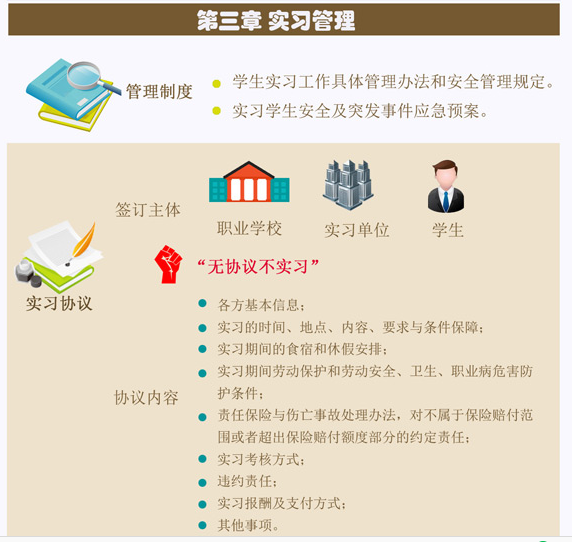 第三章 实习管理
管理制度
学生实习工作具体管理办法和安全管理规定。
实习学生安全及突发事件应急预案。
签订主体
职业学校
实习单位
学生
实习协议
“无协议不实习”
协议内容
各方基本信息；
实习的时间、地点、内容、要求与条件保障；
实习期间的食宿和休假安排；
实习期间劳动保护和劳动安全、卫生、职业病危害防
护条件；
责任保险与伤亡事故处理办法，对不属于保险赔付范
围或者超出保险赔付额度部分的约定责任；
实习考核方式；
违约责任；
实习报酬及支付方式；
其他事项。